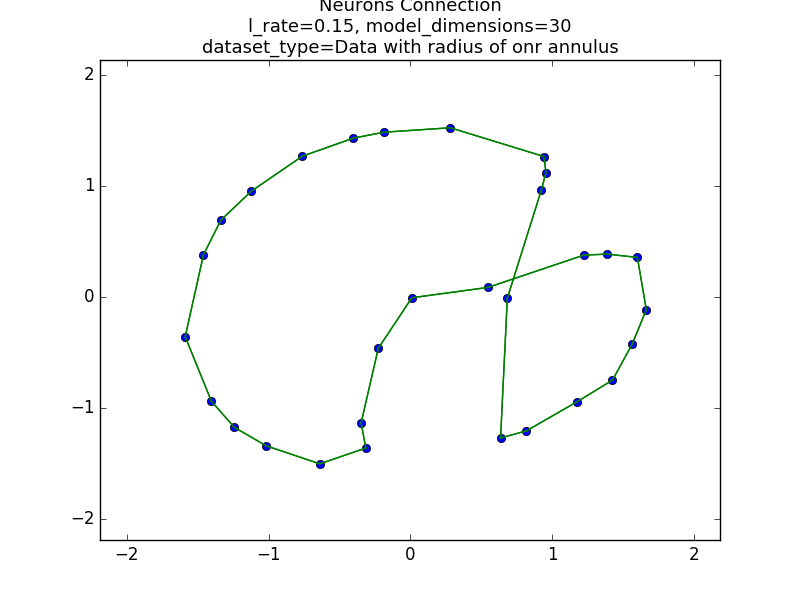 Neurons Connection
l_rate=0.15, model_dimensions=30
dataset_type=Data with radius of onr annulus
2
1
0
−1
−2
−2 −1 0 1 2